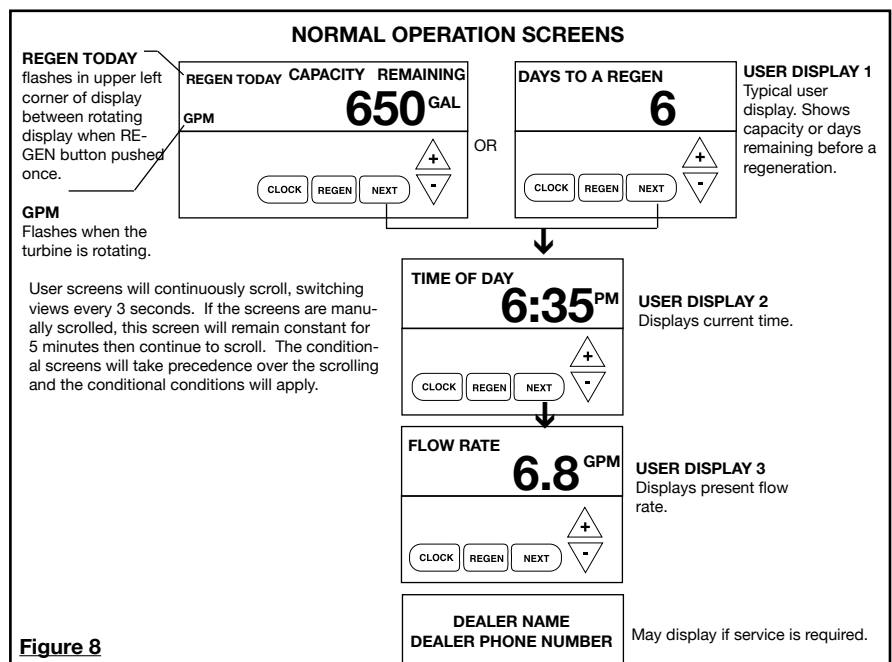 NORMAL OPERATION SCREENS
REGEN TODAY
flashes in upper left
corner of display
between rotating
display when RE-
GEN button pushed
once.
GPM
Flashes when the
turbine is rotating.
REGEN TODAY CAPACITY REMAINING
650 GAL
GPM
+
-
CLOCK REGEN NEXT
OR
DAYS TO A REGEN
6
+
-
CLOCK REGEN NEXT
USER DISPLAY 1
Typical user
display. Shows
capacity or days
remaining before a
regeneration.
User screens will continuously scroll, switching
views every 3 seconds. If the screens are manu-
ally scrolled, this screen will remain constant for
5 minutes then continue to scroll. The condition-
al screens will take precedence over the scrolling
and the conditional conditions will apply.
TIME OF DAY
6:35 PM
+
-
CLOCK REGEN NEXT
USER DISPLAY 2
Displays current time.
FLOW RATE
6.8 GPM
+
-
CLOCK REGEN NEXT
USER DISPLAY 3
Displays present flow
rate.
DEALER NAME
DEALER PHONE NUMBER
May display if service is required.
Figure 8